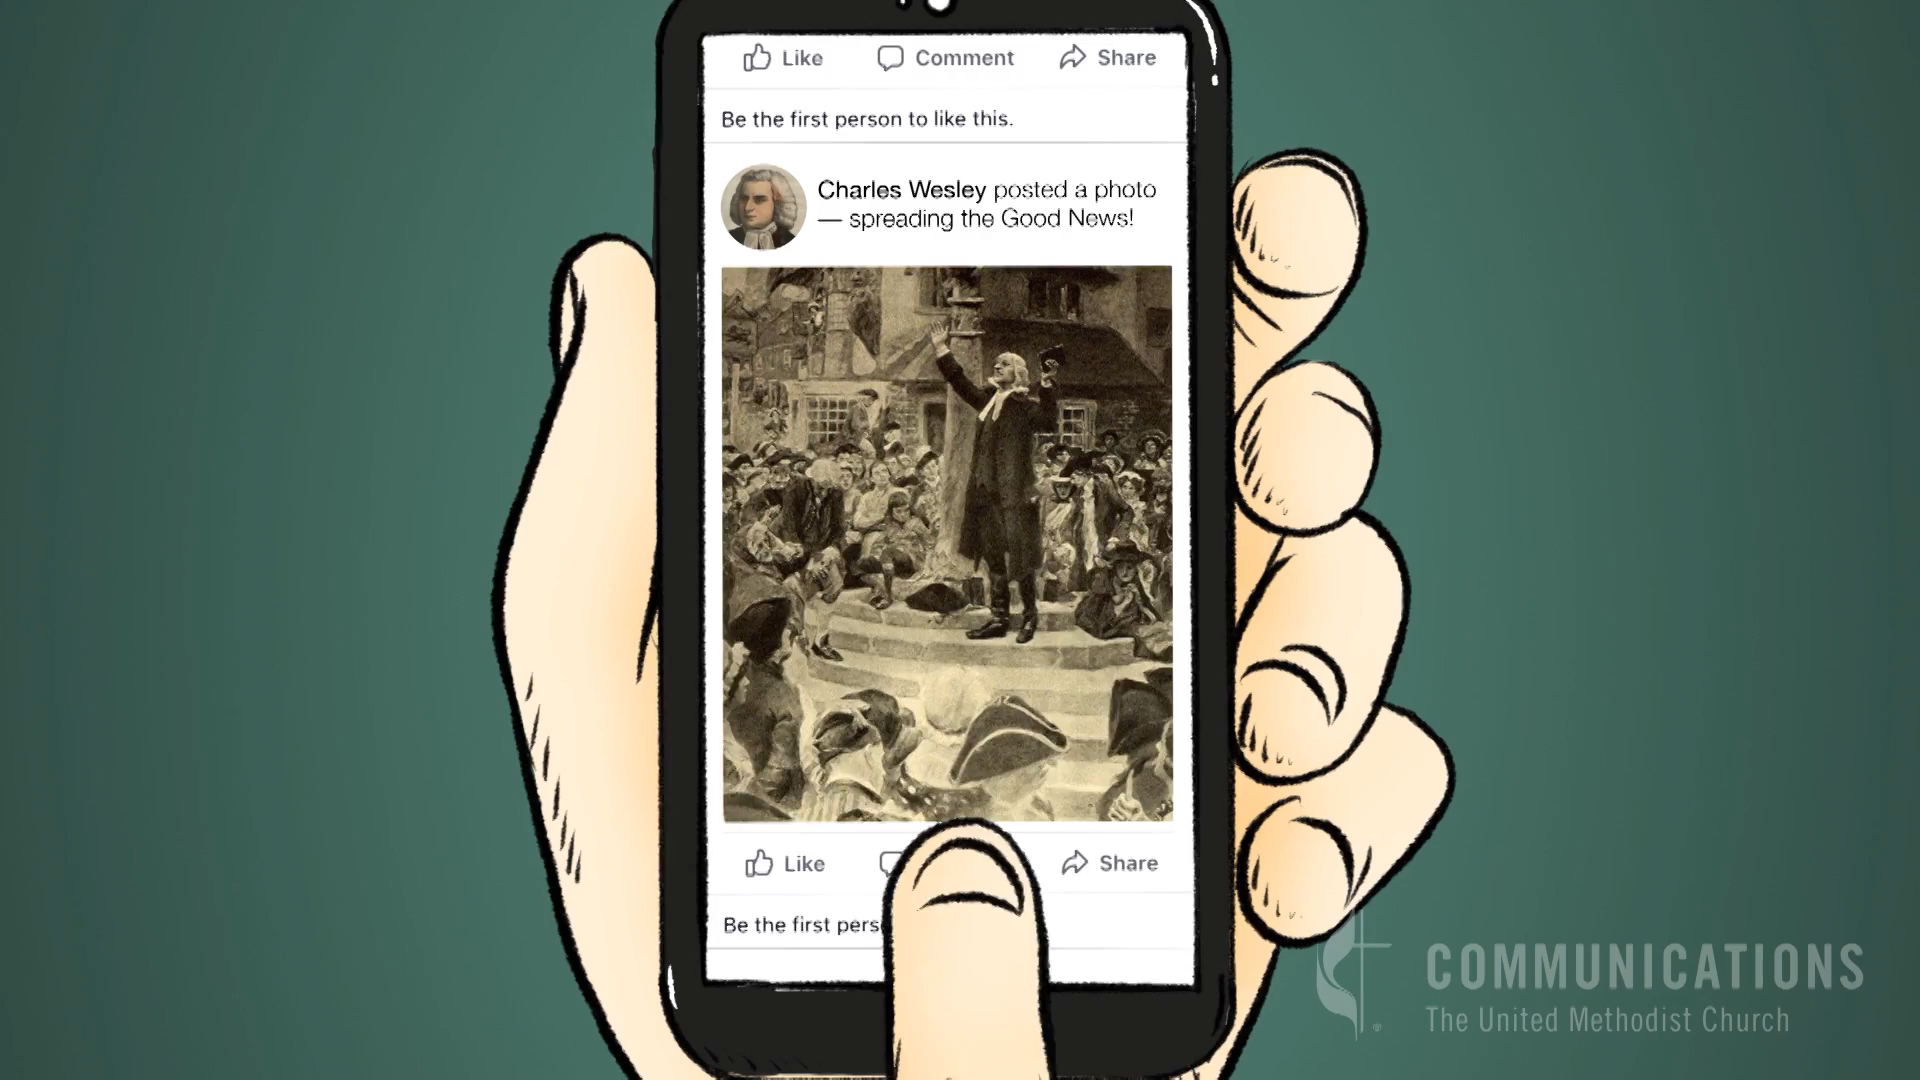 Like Comment Share
Be the first person to like this.
Charles Wesley posted a photo
— spreading the Good News!
Like Share
Be the first
COMMUNICATIONS
The United Methodist Church